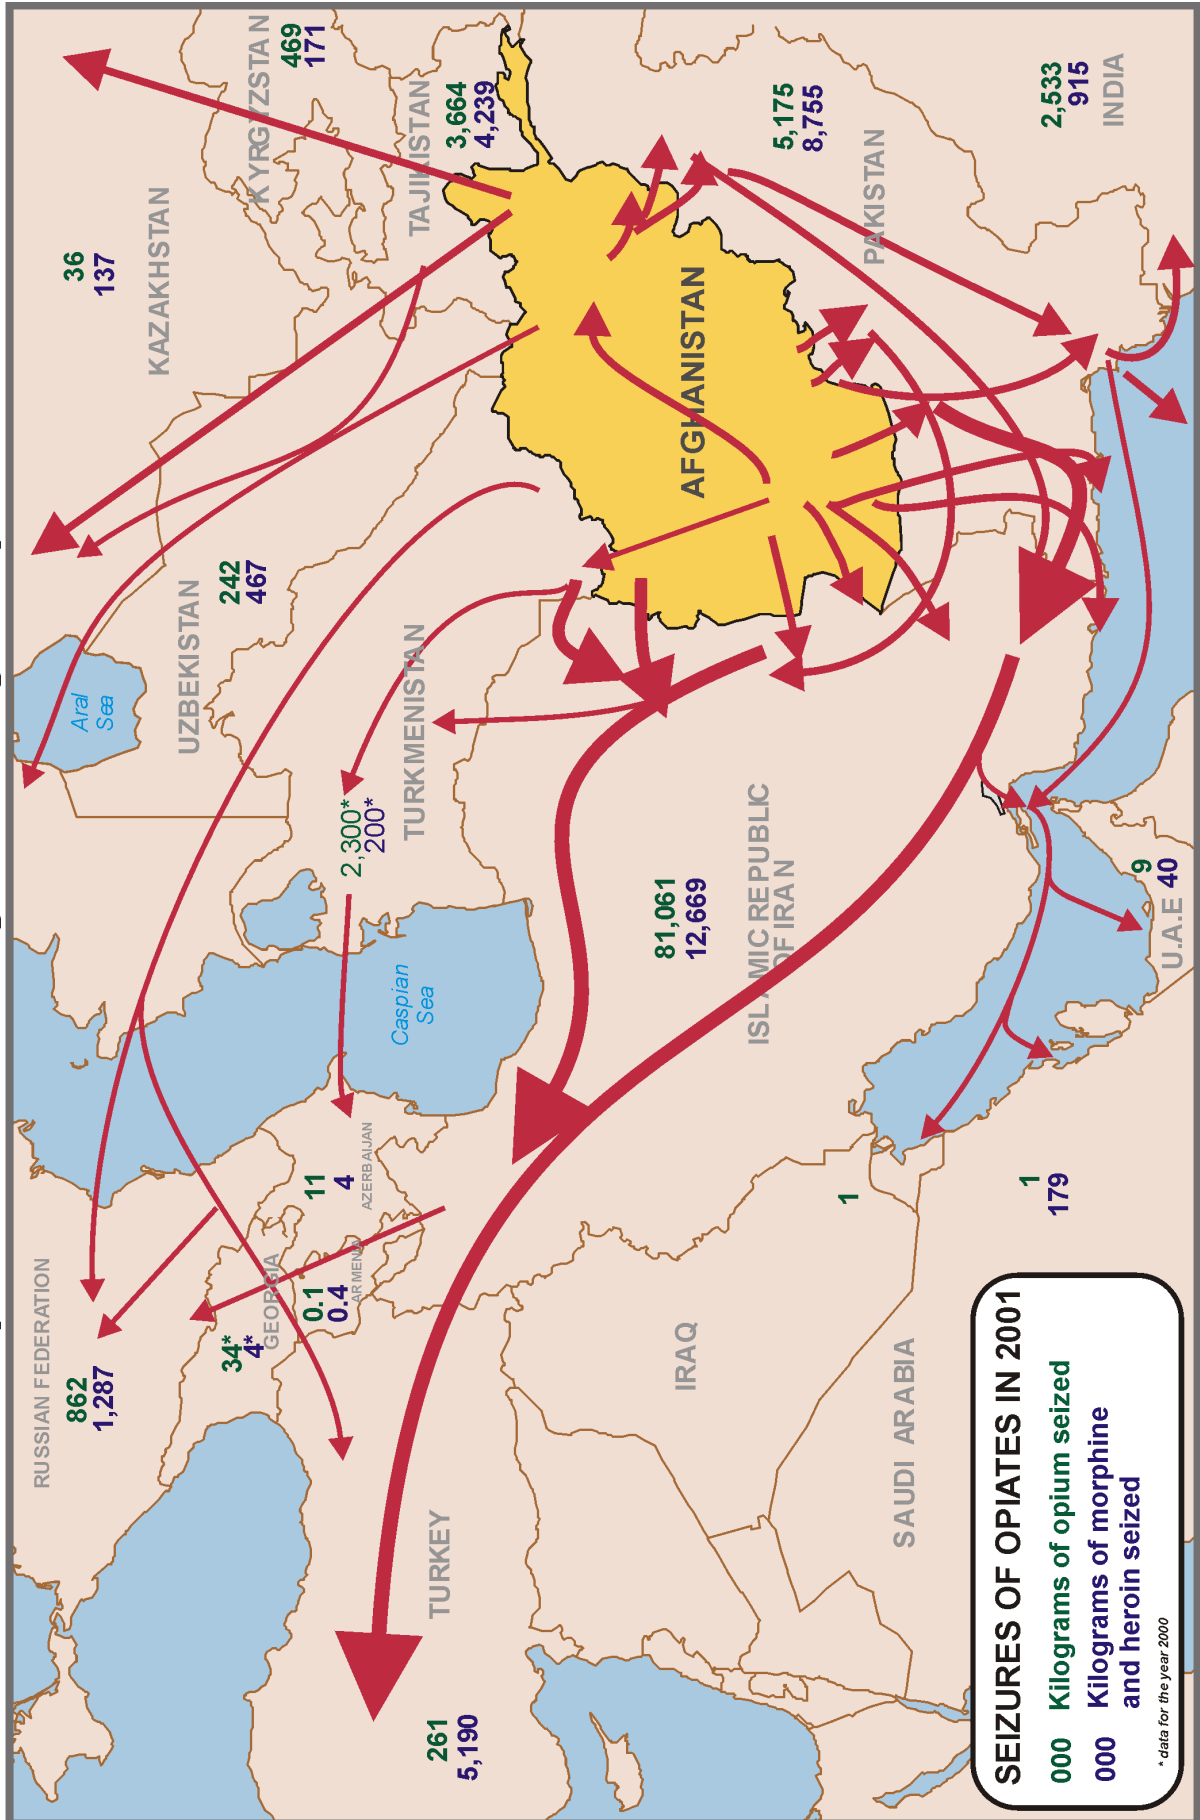 RUSSIAN FEDERATION
862
1,287
GEORGIA
34*
4*
0.1
0.4
ARMENIA
11
4
AZERBAIJAN
TURKEY
261
5,190
Caspian
Sea
Aral
Sea
KAZAKHSTAN
36
137
UZBEKISTAN
242
467
KYRGYZSTAN
469
171
TAJIKISTAN
3,664
4,239
TURKMENISTAN
2,300*
200*
AFGHANISTAN
ISLAMIC REPUBLIC
OF IRAN
81,061
12,669
PAKISTAN
5,175
8,755
2,533
915
INDIA
IRAQ
1
SAUDI ARABIA
1
179
U.A.E
9
40
SEIZURES OF OPIATES IN 2001
000 Kilograms of opium seized
000 Kilograms of morphine
and heroin seized
* data for the year 2000